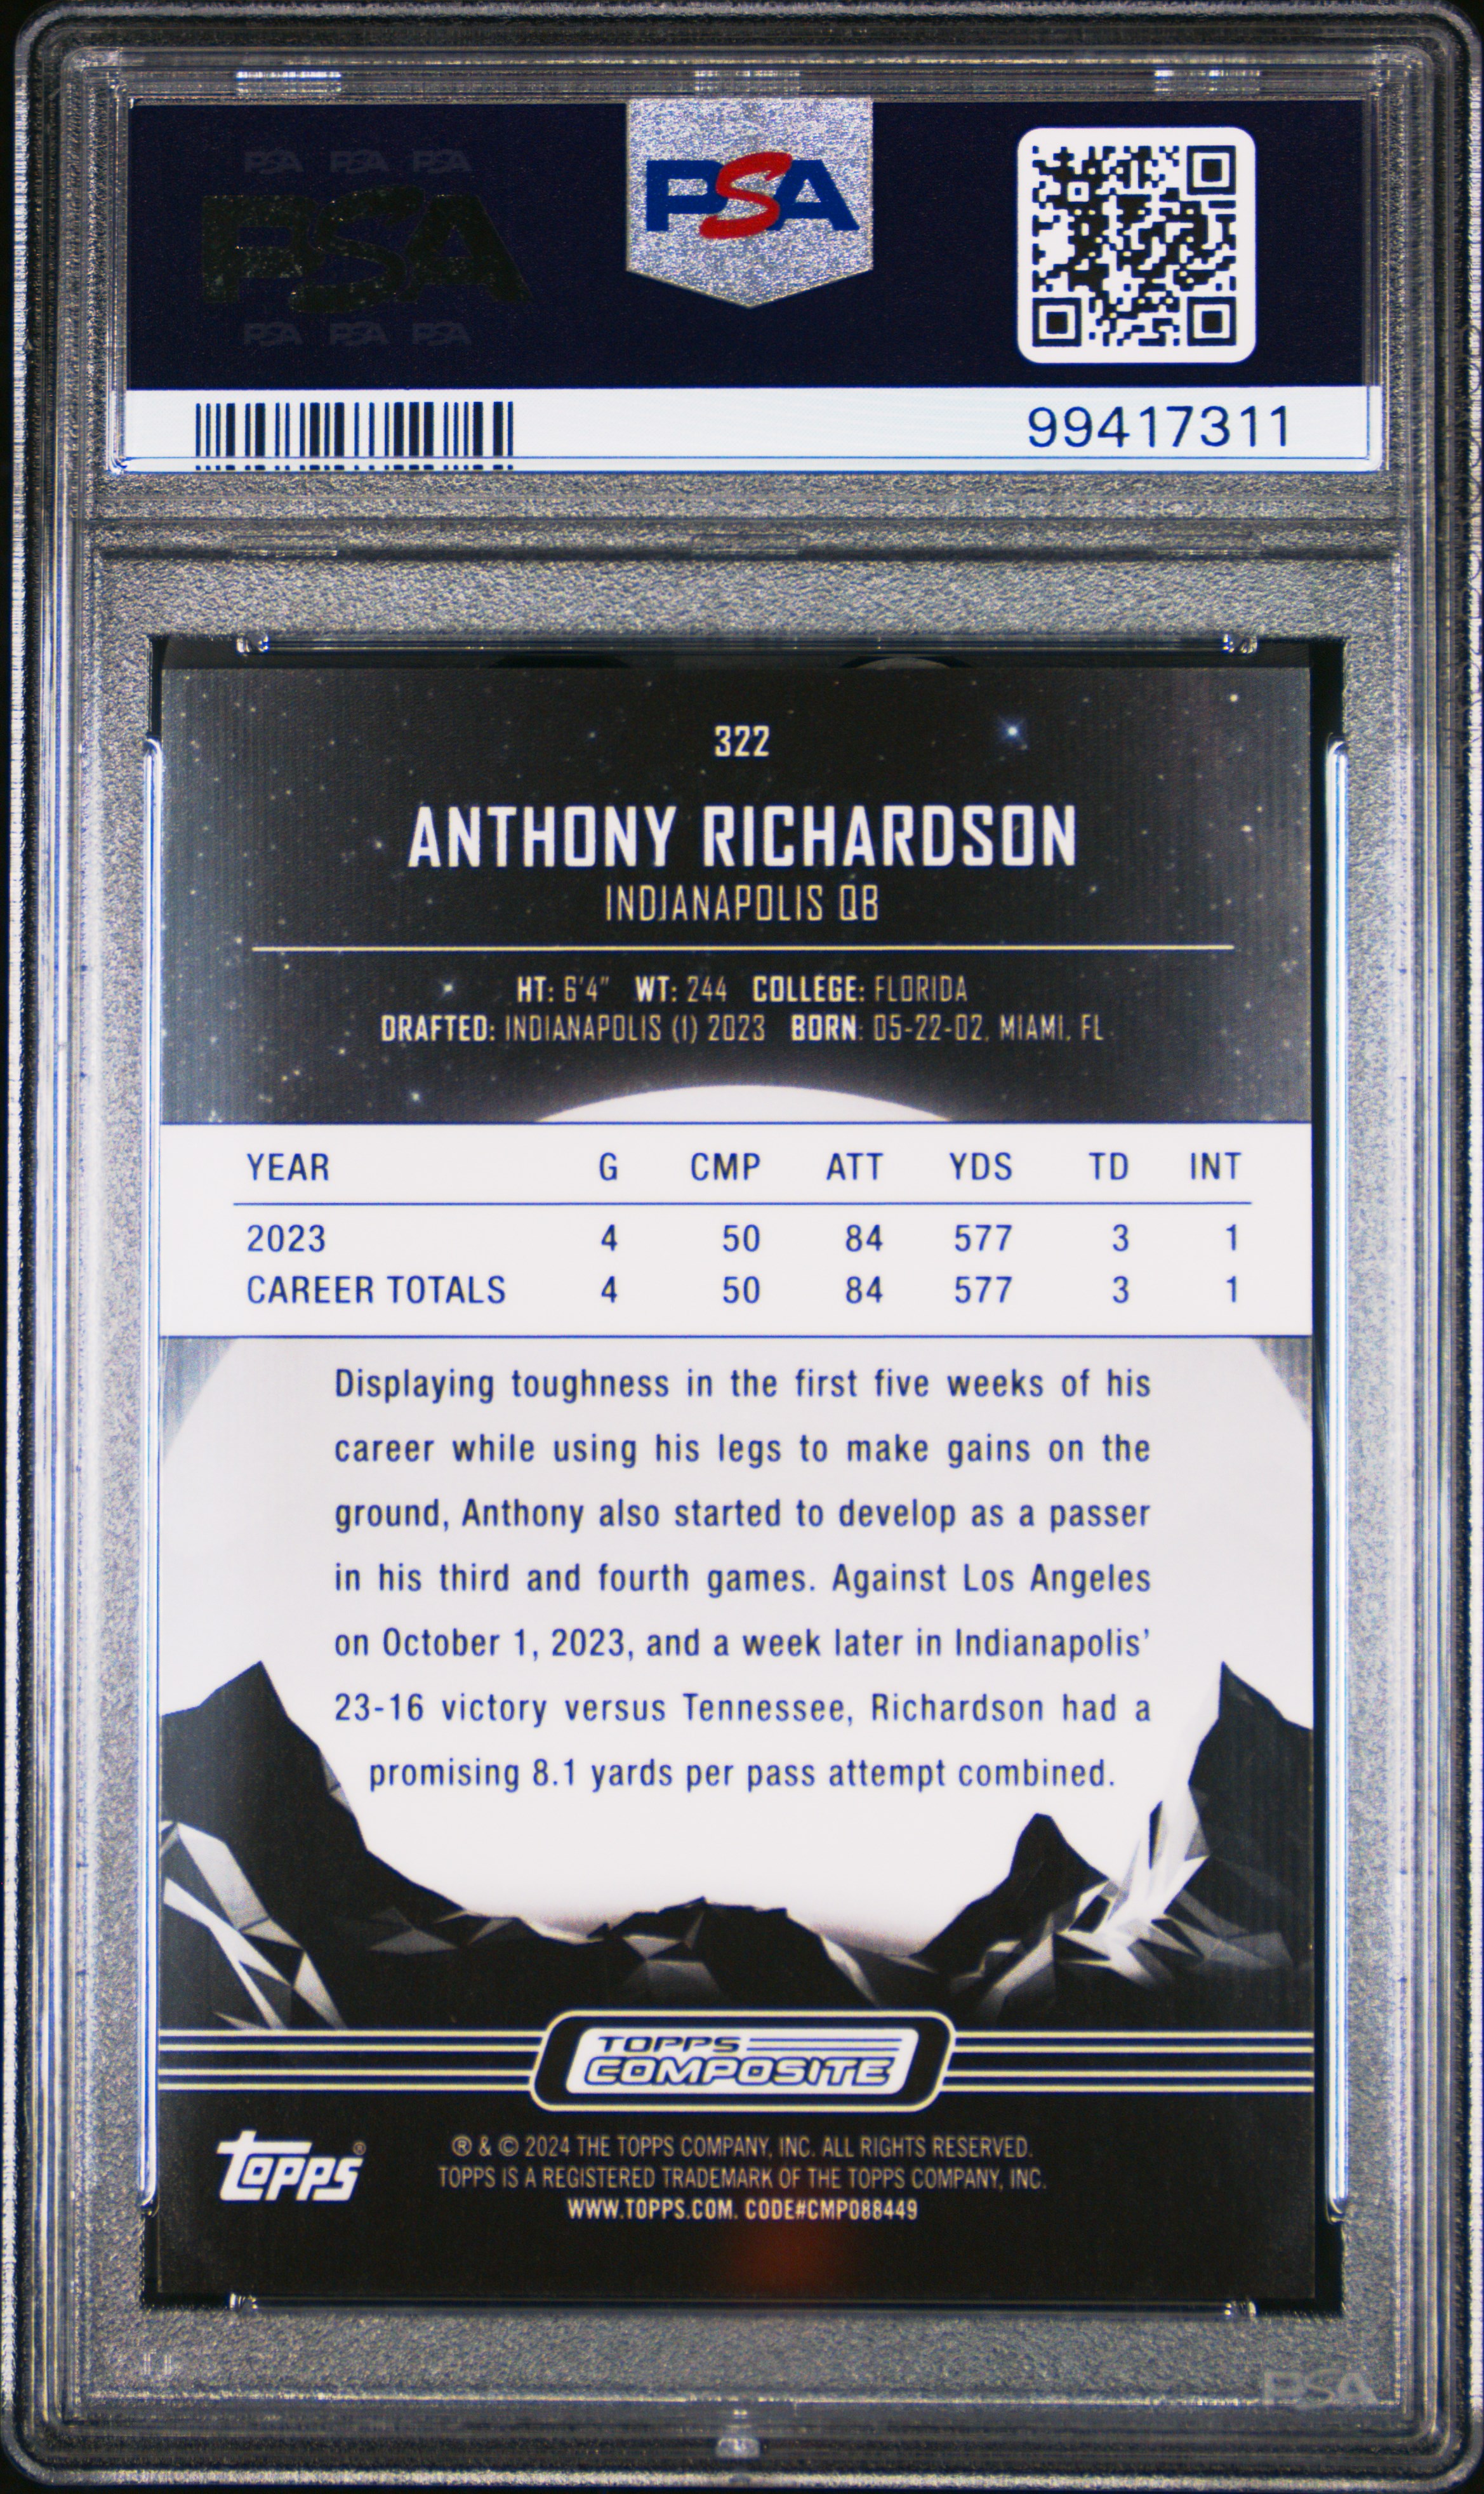 PSA PSA PSA
PSA
PSA PSA PSA
PSA
99417311
322
ANTHONY RICHARDSON
INDIANAPOLIS QB
HT: 6'4" WT: 244 COLLEGE: FLORIDA
DRAFTED: INDIANAPOLIS (1) 2023 BORN: 05-22-02, MIAMI, FL
YEAR G CMP ATT YDS TD INT
2023 4 50 84 577 3 1
CAREER TOTALS 4 50 84 577 3 1
Displaying toughness in the first five weeks of his
career while using his legs to make gains on the
ground, Anthony also started to develop as a passer
in his third and fourth games. Against Los Angeles
on October 1, 2023, and a week later in Indianapolis'
23-16 victory versus Tennessee, Richardson had a
promising 8.1 yards per pass attempt combined.
TOPPS
COMPOSITE
Topps®
® & © 2024 THE TOPPS COMPANY, INC. ALL RIGHTS RESERVED.
TOPPS IS A REGISTERED TRADEMARK OF THE TOPPS COMPANY, INC.
WWW.TOPPS.COM. CODE#CMP088449
PSA